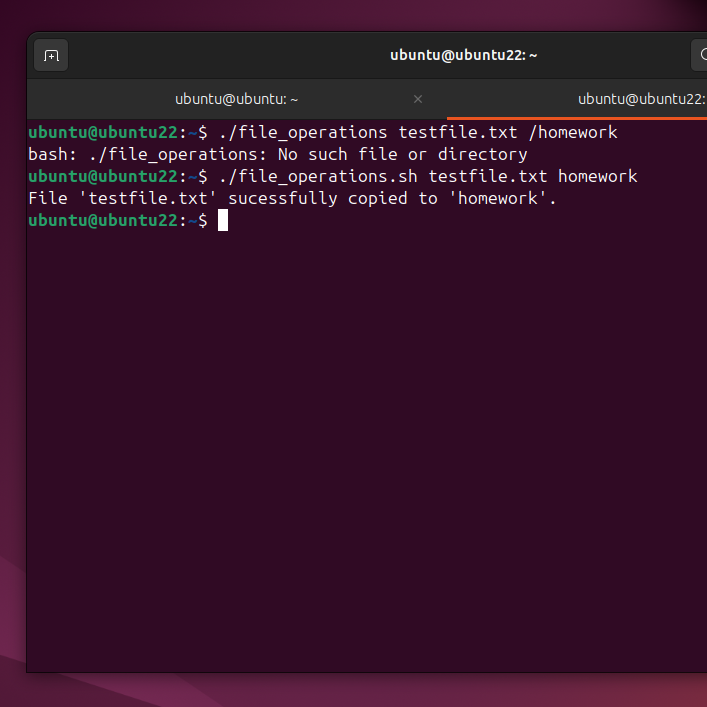 ubuntu@ubuntu22: ~
ubuntu@ubuntu: ~
ubuntu@ubuntu22:
ubuntu@ubuntu22:~$ ./file_operations testfile.txt /homework
bash: ./file_operations: No such file or directory
ubuntu@ubuntu22:~$ ./file_operations.sh testfile.txt homework
File 'testfile.txt' sucessfully copied to 'homework'.
ubuntu@ubuntu22:~$